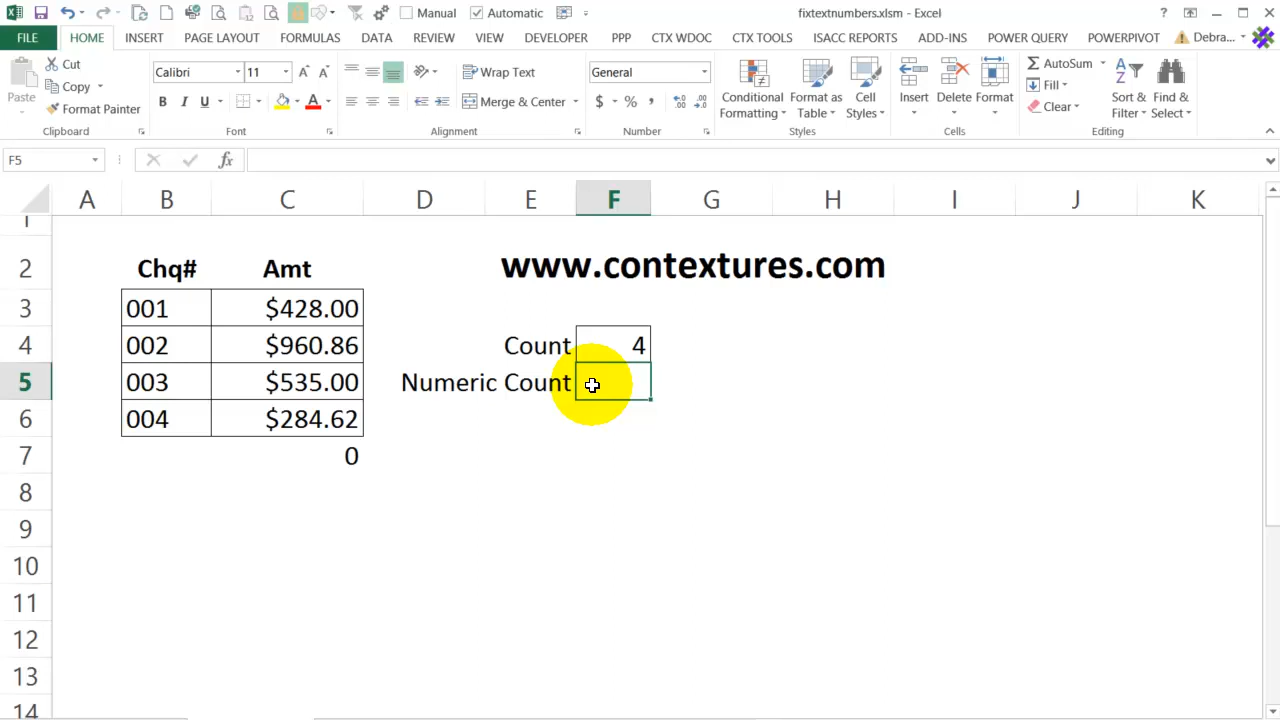 fixtextnumbers.xlsm - Excel
Manual
Automatic
FILE HOME INSERT PAGE LAYOUT FORMULAS DATA REVIEW VIEW DEVELOPER PPP CTX WDOC CTX TOOLS ISACC REPORTS ADD-INS POWER QUERY POWERPIVOT Debra...
Paste
Cut
Copy
Format Painter
Clipboard
Calibri 11
B I U
Font
Wrap Text
Merge & Center
Alignment
General
$ % ,
Number
Conditional Formatting
Format as Table
Cell Styles
Styles
Insert Delete Format
Cells
AutoSum
Fill
Clear
Sort & Filter
Find & Select
Editing
F5
fx
A B C D E F G H I J K
1
2 Chq# Amt www.contextures.com
3 001 $428.00
4 002 $960.86 Count 4
5 003 $535.00 Numeric Count
6 004 $284.62
7 0
8
9
10
11
12
13
14